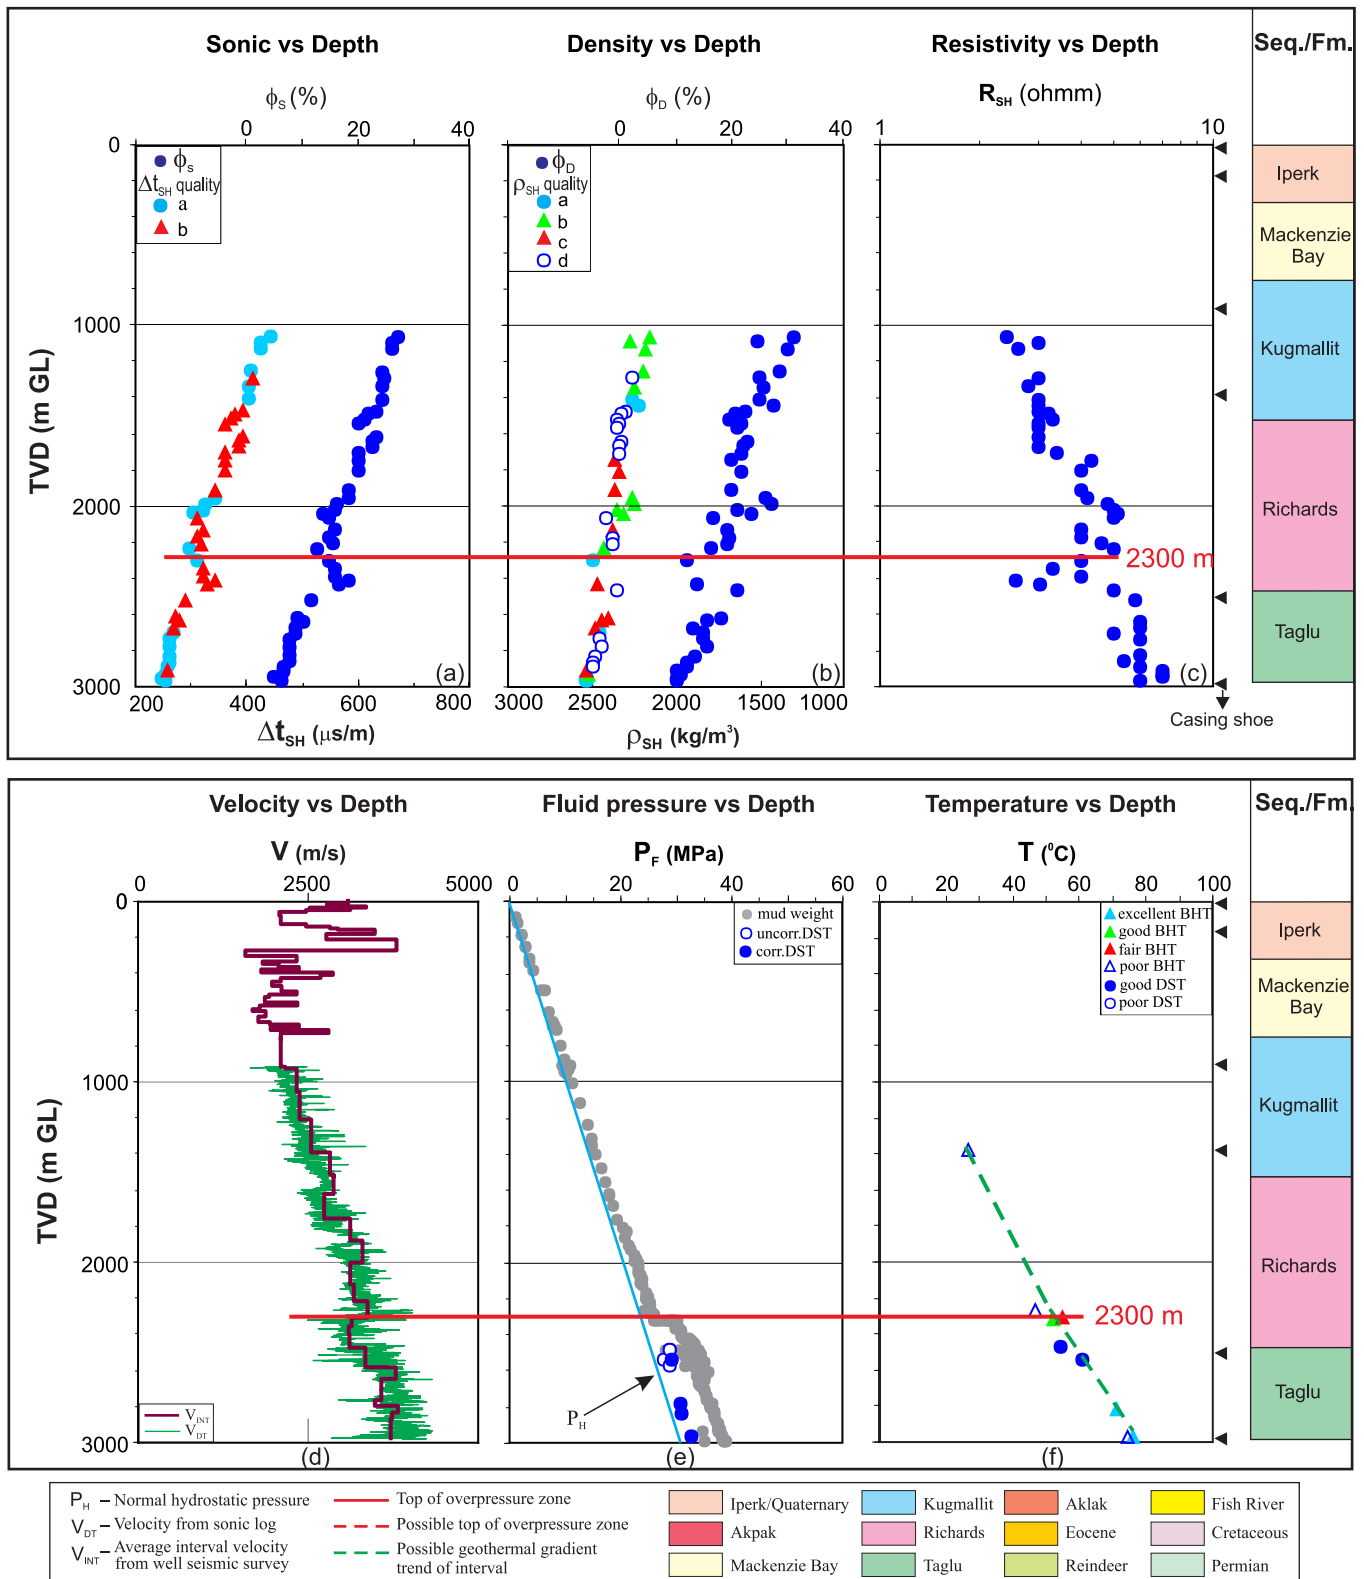 Sonic vs Depth
Density vs Depth
Resistivity vs Depth
Seq./Fm.
ϕS (%)
ϕD (%)
RSH (ohmm)
0 20 40
0 20 40
1 10
TVD (m GL)
0
1000
2000
3000
ϕS
ΔtSH quality
a
b
ϕD
ρSH quality
a
b
c
d
Iperk
Mackenzie
Bay
Kugmallit
Richards
Taglu
2300 m
(a)
(b)
(c)
200 400 600 800
3000 2500 2000 1500 1000
ΔtSH (μs/m)
ρSH (kg/m³)
Casing shoe
Velocity vs Depth
Fluid pressure vs Depth
Temperature vs Depth
Seq./Fm.
V (m/s)
PF (MPa)
T (⁰C)
0 2500 5000
0 20 40 60
0 20 40 60 80 100
TVD (m GL)
0
1000
2000
3000
mud weight
uncorr.DST
corr.DST
excellent BHT
good BHT
fair BHT
poor BHT
good DST
poor DST
Iperk
Mackenzie
Bay
Kugmallit
Richards
Taglu
2300 m
PH
VINT
VDT
(d)
(e)
(f)
PH – Normal hydrostatic pressure
VDT – Velocity from sonic log
VINT – Average interval velocity
from well seismic survey
Top of overpressure zone
Possible top of overpressure zone
Possible geothermal gradient
trend of interval
Iperk/Quaternary
Kugmallit
Aklak
Fish River
Akpak
Richards
Eocene
Cretaceous
Mackenzie Bay
Taglu
Reindeer
Permian